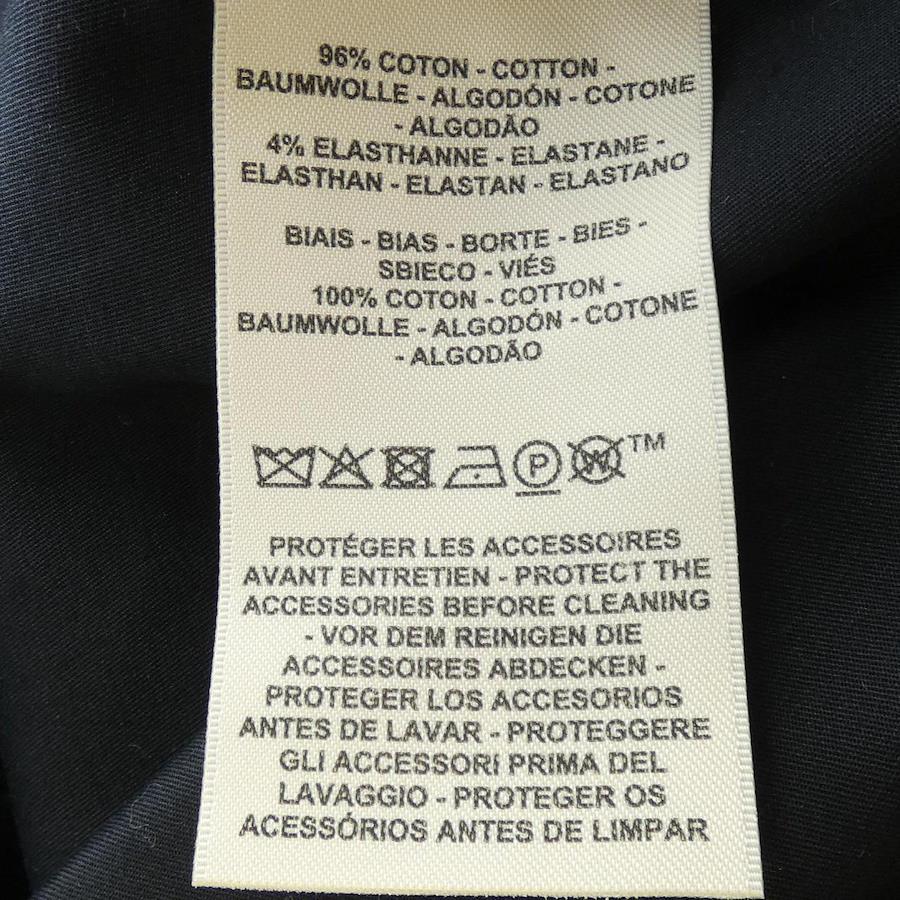 96% COTON - COTTON -
BAUMWOLLE - ALGODÓN - COTONE
- ALGODÃO
4% ELASTHANNE - ELASTANE -
ELASTHAN - ELASTAN - ELASTANO
BIAIS - BIAS - BORTE - BIES -
SBIECO - VIÉS
100% COTON - COTTON -
BAUMWOLLE - ALGODÓN - COTONE
- ALGODÃO
P W TM
PROTÉGER LES ACCESSOIRES
AVANT ENTRETIEN - PROTECT THE
ACCESSORIES BEFORE CLEANING
- VOR DEM REINIGEN DIE
ACCESSOIRES ABDECKEN -
PROTEGER LOS ACCESORIOS
ANTES DE LAVAR - PROTEGGERE
GLI ACCESSORI PRIMA DEL
LAVAGGIO - PROTEGER OS
ACESSÓRIOS ANTES DE LIMPAR